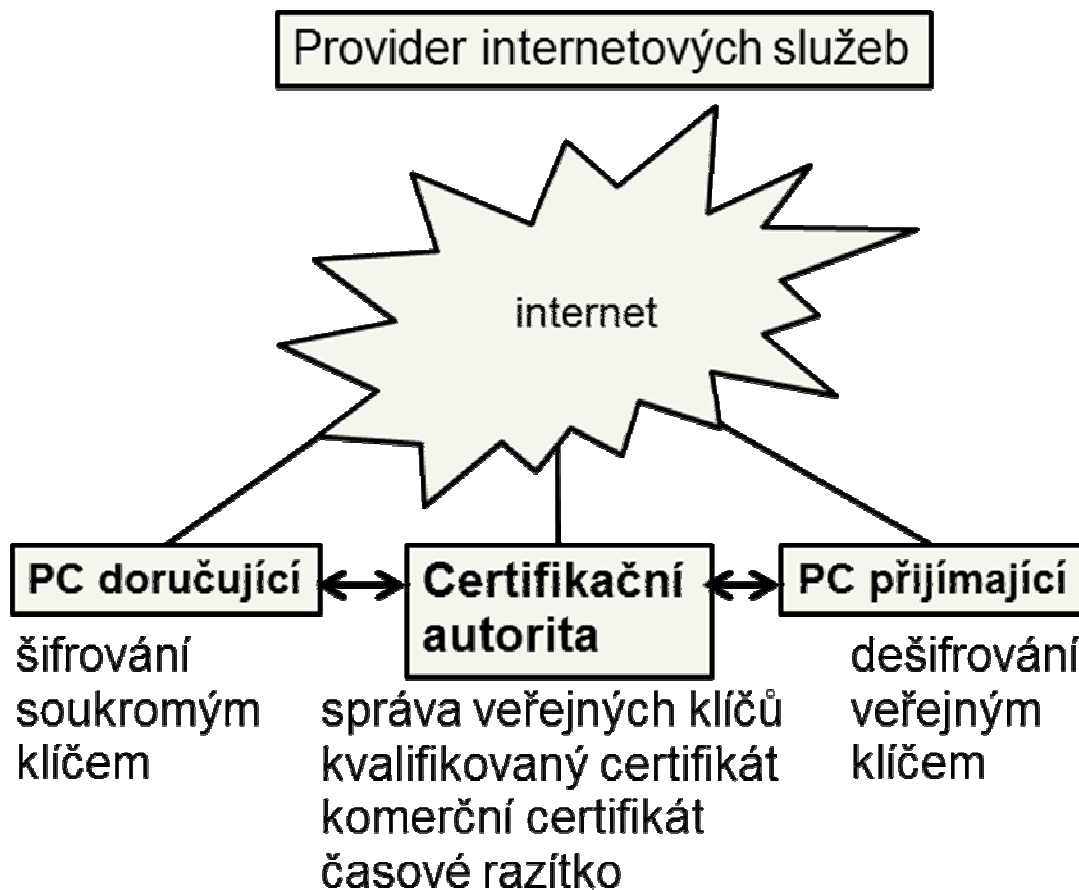 Provider internetových služeb
internet
PC doručující
šifrování
soukromým
klíčem
Certifikační
autorita
správa veřejných klíčů
kvalifikovaný certifikát
komerční certifikát
časové razítko
PC přijímající
dešifrování
veřejným
klíčem